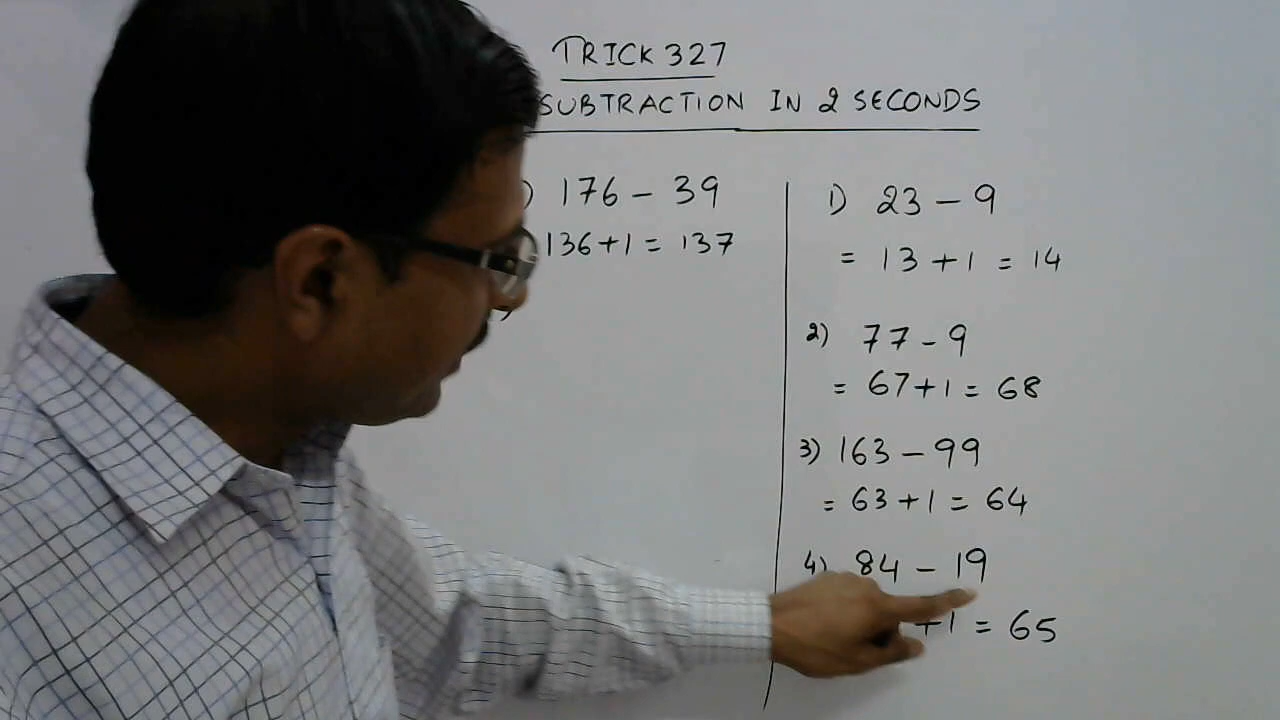 TRICK 327
SUBTRACTION IN 2 SECONDS
) 176 - 39
136+1 = 137
1) 23 - 9
= 13 + 1 = 14
2) 77 - 9
= 67+1 = 68
3) 163 - 99
= 63 + 1 = 64
4) 84 - 19
+1 = 65